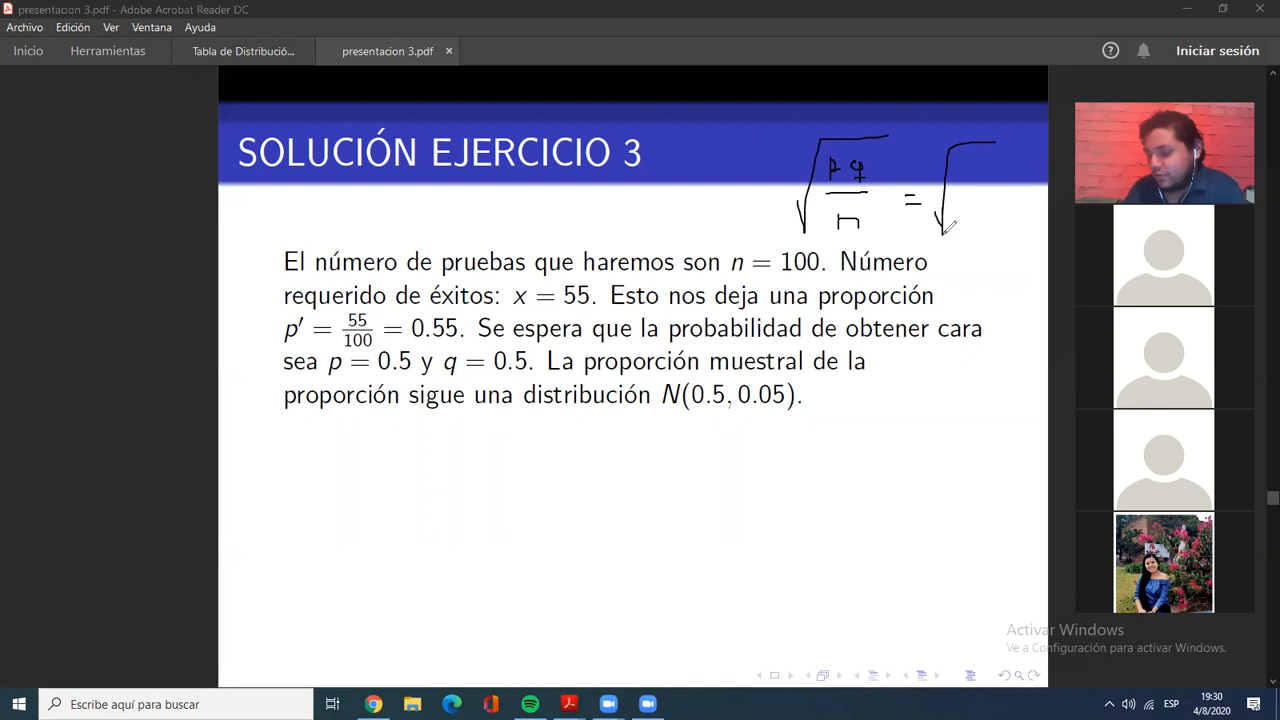 presentacion 3.pdf - Adobe Acrobat Reader DC
Archivo Edición Ver Ventana Ayuda
Inicio Herramientas Tabla de Distribució... presentacion 3.pdf × Iniciar sesión
SOLUCIÓN EJERCICIO 3
√(pq/n) = √
El número de pruebas que haremos son n = 100. Número
requerido de éxitos: x = 55. Esto nos deja una proporción
p′ = 55/100 = 0.55. Se espera que la probabilidad de obtener cara
sea p = 0.5 y q = 0.5. La proporción muestral de la
proporción sigue una distribución N(0.5, 0.05).
Activar Windows
Ve a Configuración para activar Windows.
Escribe aquí para buscar
ESP
19:30
4/8/2020